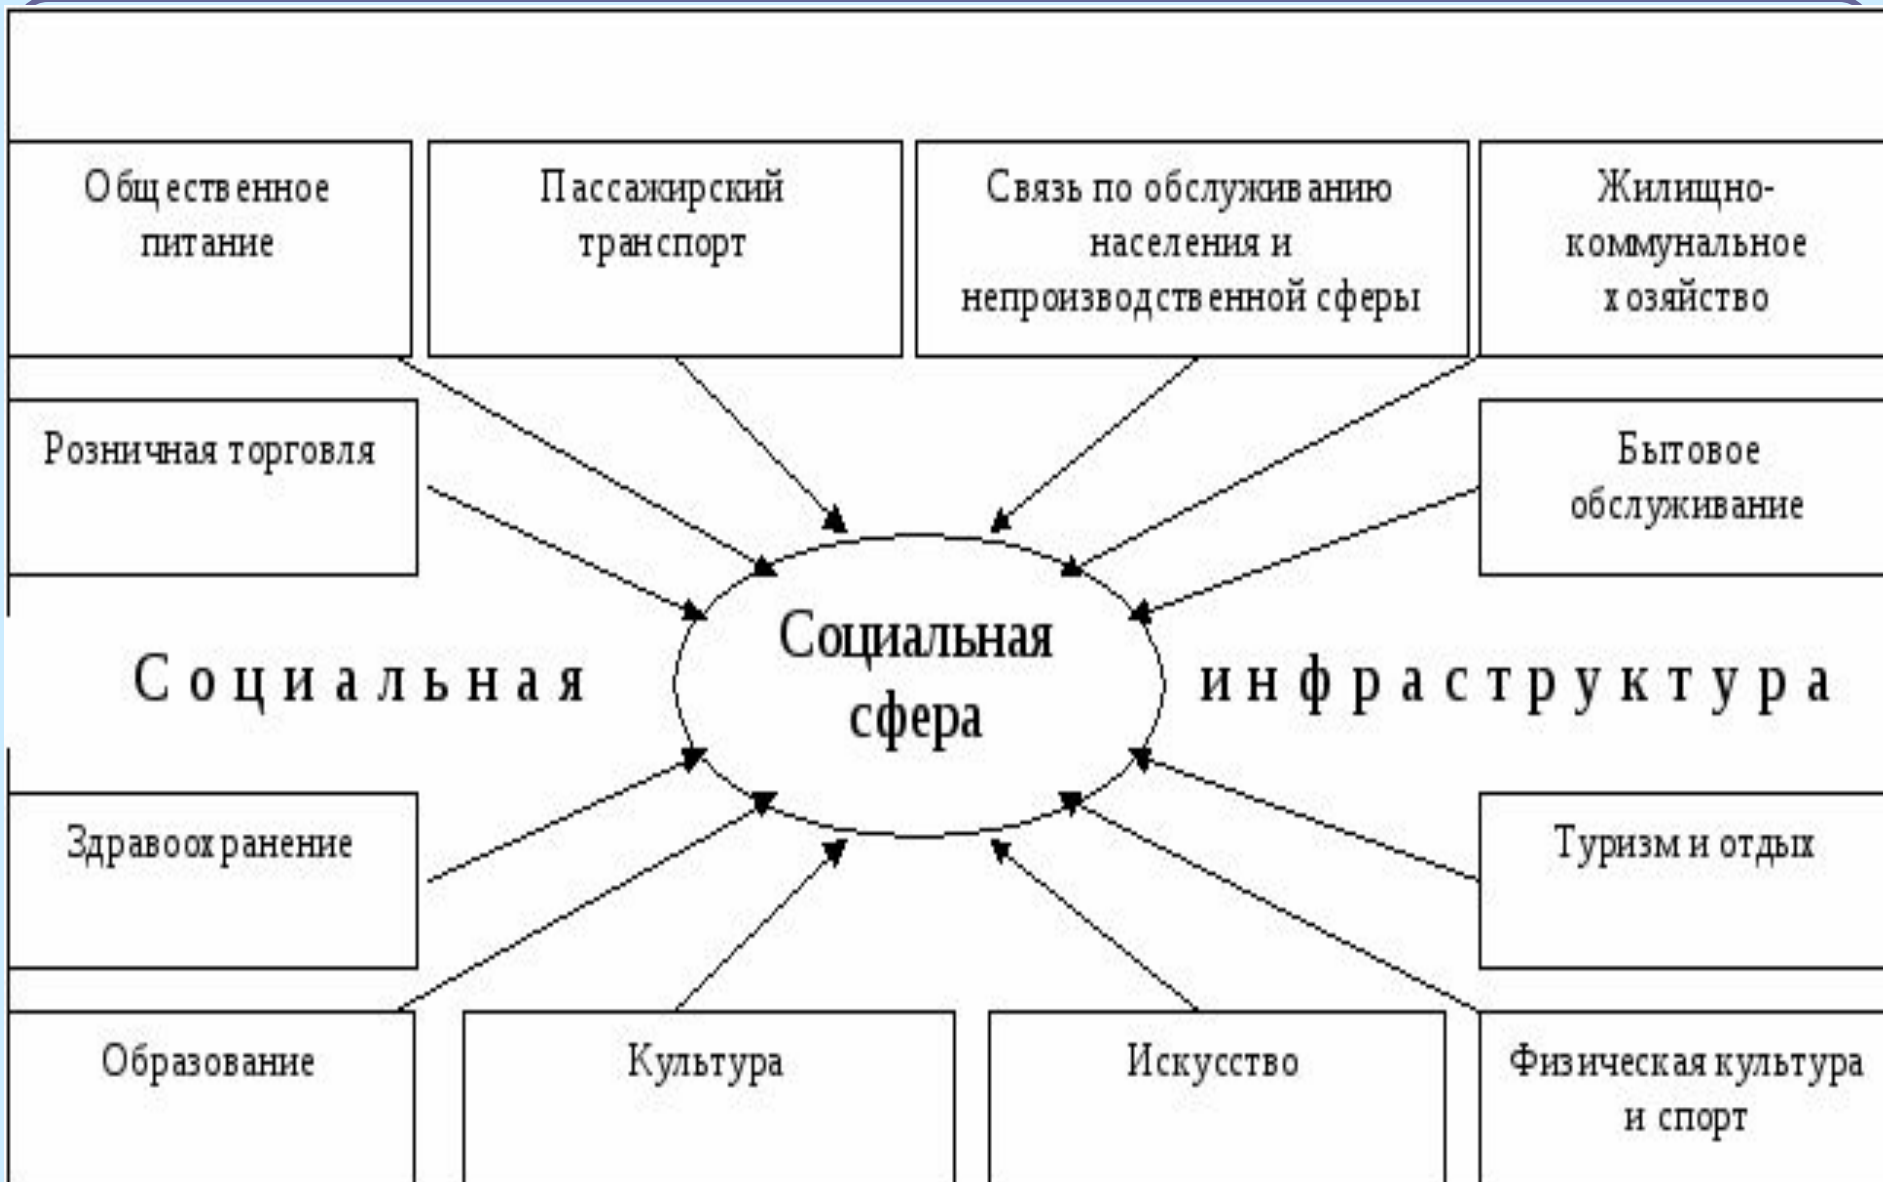 Общественное
питание
Пассажирский
транспорт
Связь по обслуживанию
населения и
непроизводственной сферы
Жилищно-
коммунальное
хозяйство
Розничная торговля
Бытовое
обслуживание
Социальная
Социальная
сфера
инфраструктура
Здравоохранение
Туризм и отдых
Образование
Культура
Искусство
Физическая культура
и спорт